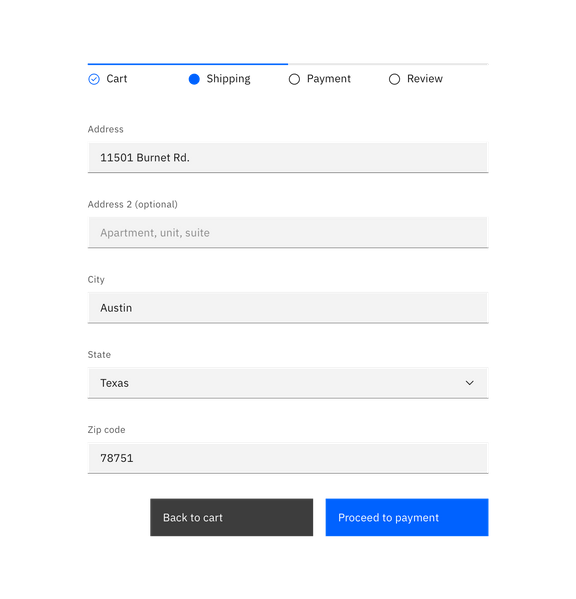 Cart Shipping Payment Review
Address
11501 Burnet Rd.
Address 2 (optional)
Apartment, unit, suite
City
Austin
State
Texas
Zip code
78751
Back to cart Proceed to payment